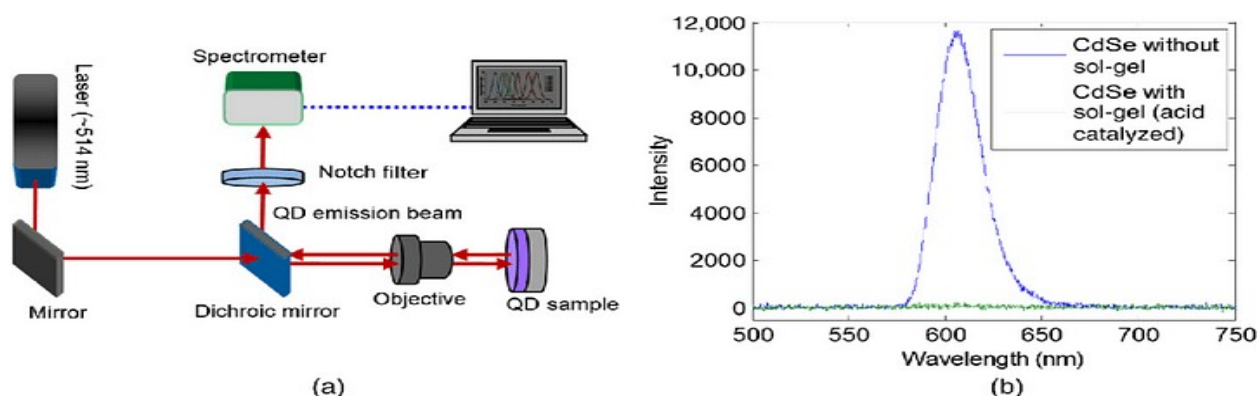 Spectrometer
Laser (~514 mm)
Notch filter
QD emission beam
Mirror
Dichroic mirror
Objective
QD sample
(a)
12,000
10,000
8000
6000
4000
2000
0
Intensity
CdSe without
sol-gel
CdSe with
sol-gel (acid
catalyzed)
500
550
600
650
700
750
Wavelength (nm)
(b)